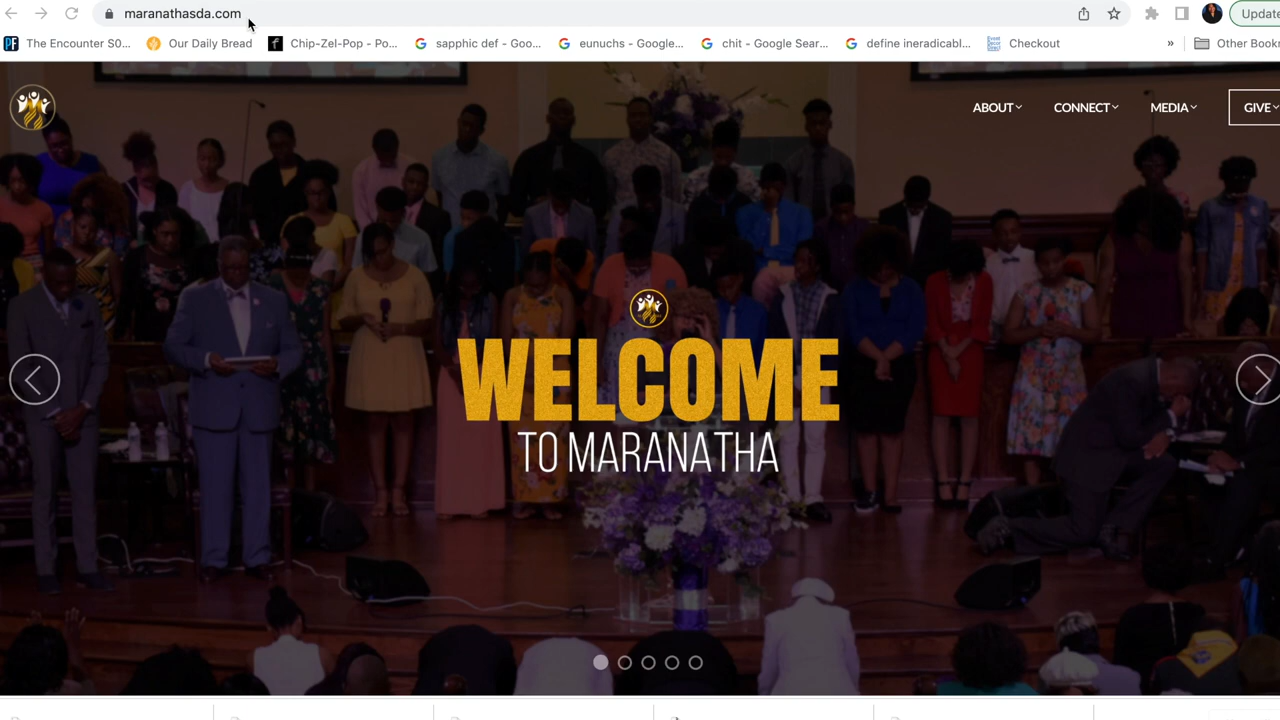 maranathasda.com
Update
The Encounter S0...
Our Daily Bread
Chip-Zel-Pop - Po...
sapphic def - Goo...
eunuchs - Google...
chit - Google Sear...
define ineradicabl...
Checkout
»
Other Book
ABOUT
CONNECT
MEDIA
GIVE
WELCOME
TO MARANATHA